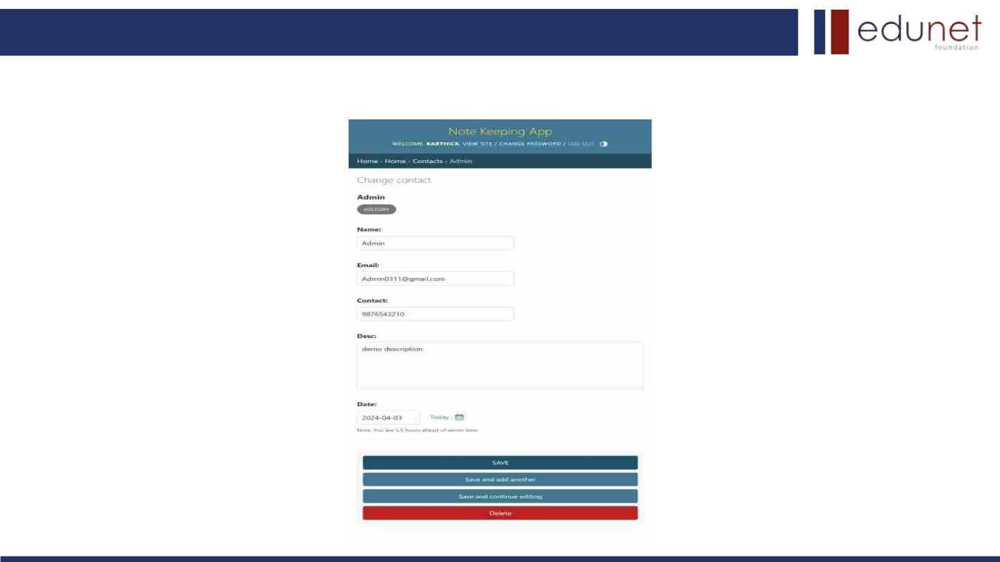 edunet
foundation
Note Keeping App
WELCOME, KARTHICK. VIEW SITE / CHANGE PASSWORD / LOG OUT
Home › Home › Contacts › Admin
Change contact
Admin
HISTORY
Name:
Admin
Email:
Admin0311@gmail.com
Contact:
9876543210
Desc:
demo description
Date:
2024-04-03 Today |
Note: You are 5.5 hours ahead of server time.
SAVE
Save and add another
Save and continue editing
Delete